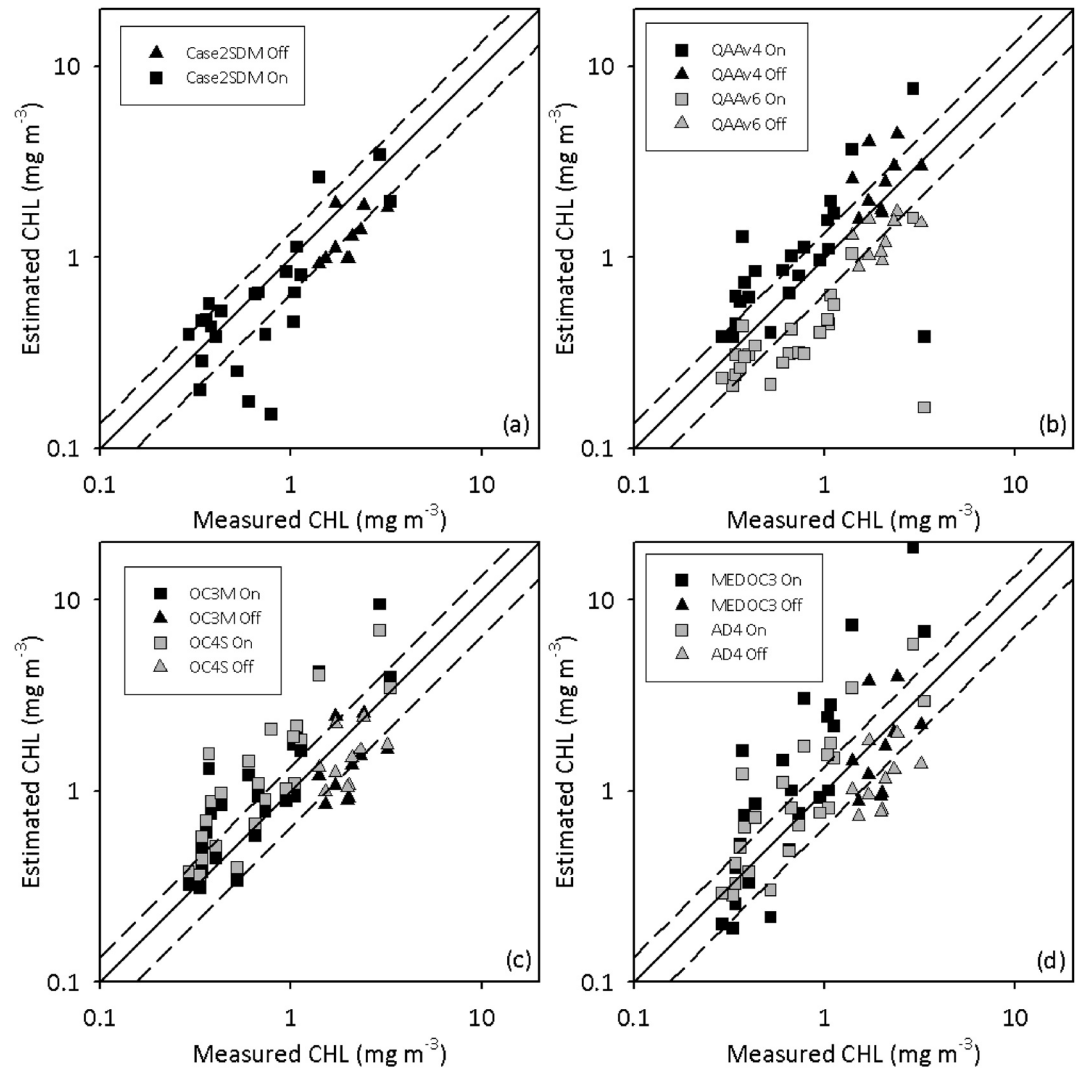 Case2SDM Off
Case2SDM On
10
1
0.1
0.1 1 10
Estimated CHL (mg m-3)
Measured CHL (mg m-3)
(a)
QAAv4 On
QAAv4 Off
QAAv6 On
QAAv6 Off
10
1
0.1
0.1 1 10
Estimated CHL (mg m-3)
Measured CHL (mg m-3)
(b)
OC3M On
OC3M Off
OC4S On
OC4S Off
10
1
0.1
0.1 1 10
Estimated CHL (mg m-3)
Measured CHL (mg m-3)
(c)
MEDOC3 On
MEDOC3 Off
AD4 On
AD4 Off
10
1
0.1
0.1 1 10
Estimated CHL (mg m-3)
Measured CHL (mg m-3)
(d)